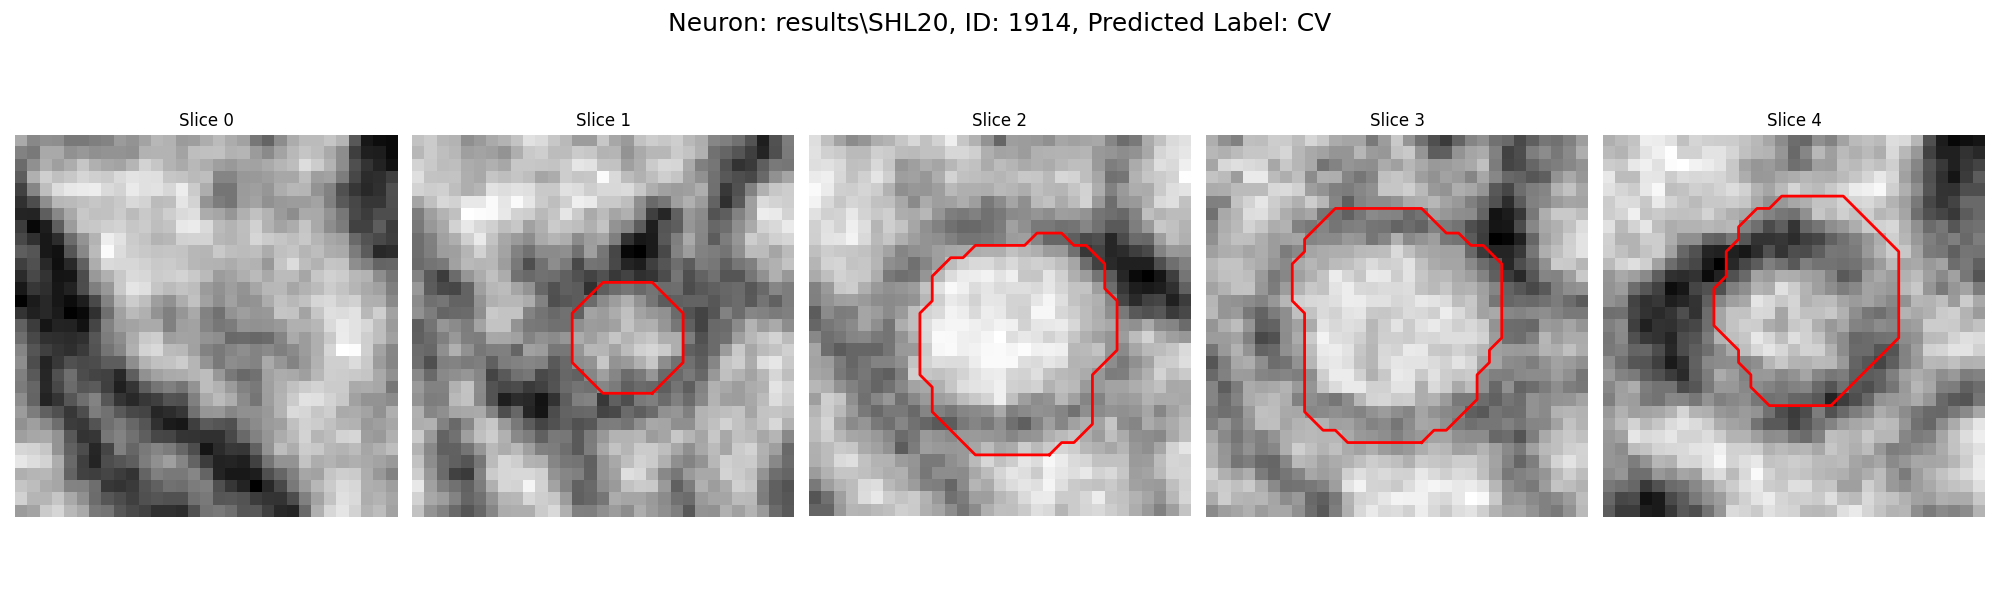 Neuron: results\SHL20, ID: 1914, Predicted Label: CV
Slice 0
Slice 1
Slice 2
Slice 3
Slice 4